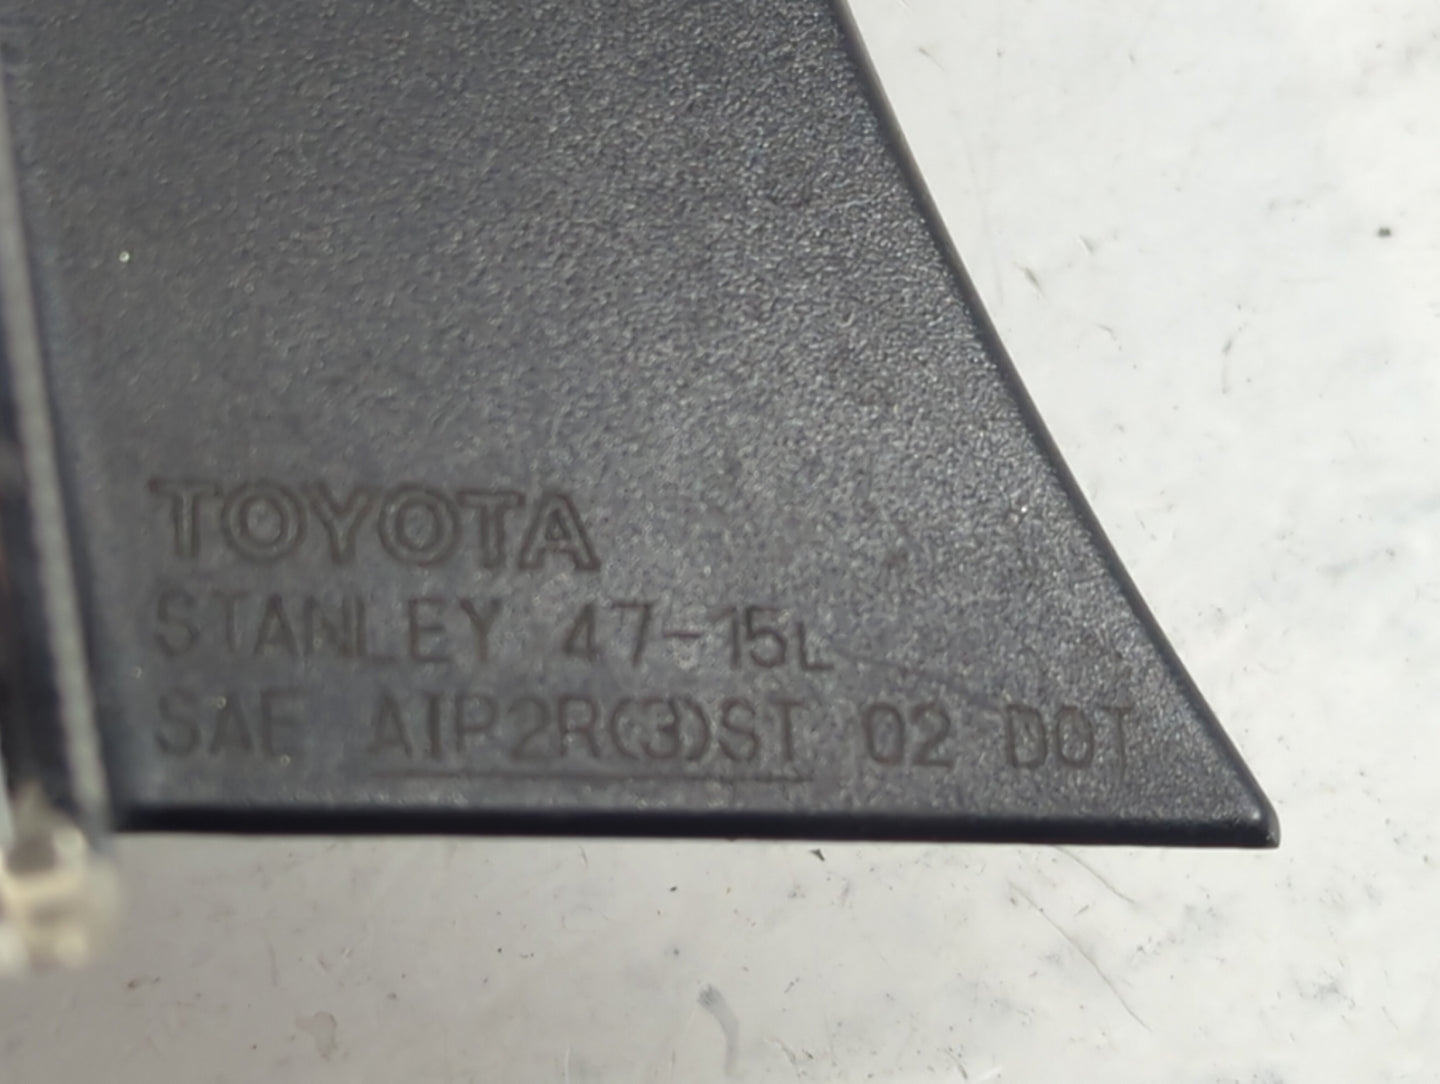 TOYOTA
STANLEY 47-15L
SAE AIP2R(3)ST 02 DOT